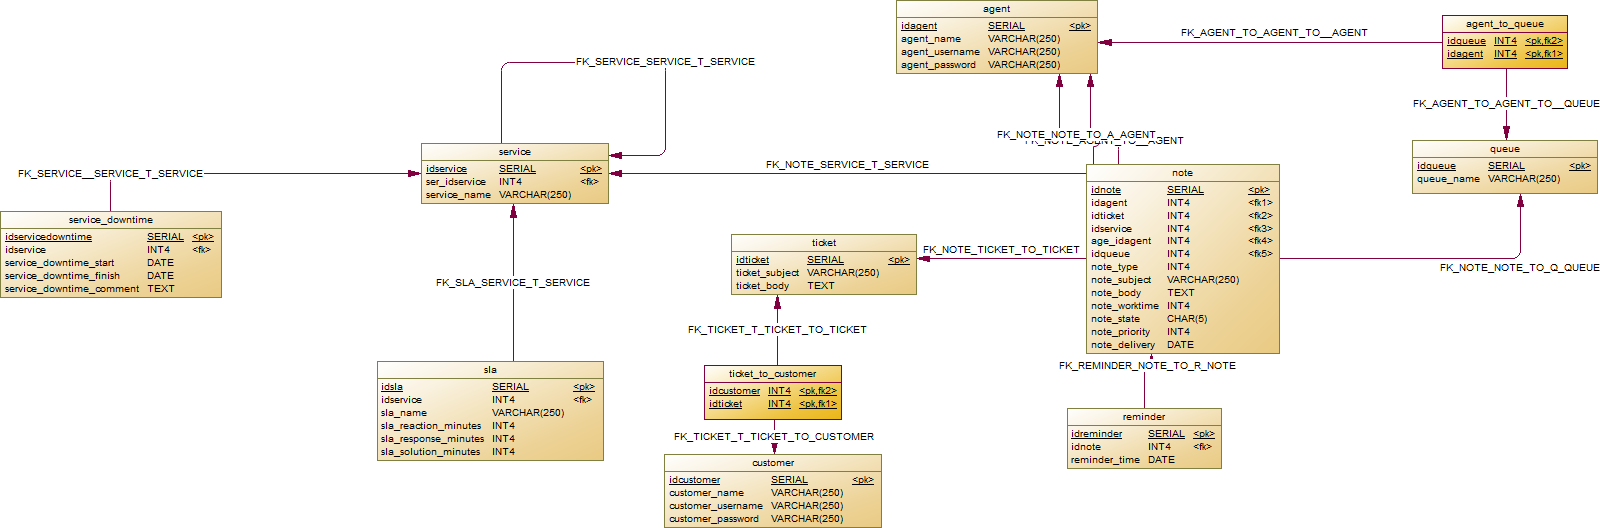 agent
idagent SERIAL <pk>
agent_name VARCHAR(250)
agent_username VARCHAR(250)
agent_password VARCHAR(250)
FK_AGENT_TO_AGENT_TO__AGENT
agent_to_queue
idqueue INT4 <pk,fk2>
idagent INT4 <pk,fk1>
FK_SERVICE_SERVICE_T_SERVICE
FK_AGENT_TO_AGENT_TO__QUEUE
FK_NOTE_NOTE_TO_A_AGENT
FK_NOTE_AGENT_TO__AGENT
service
idservice SERIAL <pk>
ser_idservice INT4 <fk>
service_name VARCHAR(250)
queue
idqueue SERIAL <pk>
queue_name VARCHAR(250)
FK_NOTE_SERVICE_T_SERVICE
FK_SERVICE__SERVICE_T_SERVICE
note
idnote SERIAL <pk>
idagent INT4 <fk1>
idticket INT4 <fk2>
idservice INT4 <fk3>
age_idagent INT4 <fk4>
idqueue INT4 <fk5>
note_type INT4
note_subject VARCHAR(250)
note_body TEXT
note_worktime INT4
note_state CHAR(5)
note_priority INT4
note_delivery DATE
service_downtime
idservicedowntime SERIAL <pk>
idservice INT4 <fk>
service_downtime_start DATE
service_downtime_finish DATE
service_downtime_comment TEXT
ticket
idticket SERIAL <pk>
ticket_subject VARCHAR(250)
ticket_body TEXT
FK_NOTE_TICKET_TO_TICKET
FK_NOTE_NOTE_TO_Q_QUEUE
FK_SLA_SERVICE_T_SERVICE
FK_TICKET_T_TICKET_TO_TICKET
FK_REMINDER_NOTE_TO_R_NOTE
sla
idsla SERIAL <pk>
idservice INT4 <fk>
sla_name VARCHAR(250)
sla_reaction_minutes INT4
sla_response_minutes INT4
sla_solution_minutes INT4
ticket_to_customer
idcustomer INT4 <pk,fk2>
idticket INT4 <pk,fk1>
FK_TICKET_T_TICKET_TO_CUSTOMER
reminder
idreminder SERIAL <pk>
idnote INT4 <fk>
reminder_time DATE
customer
idcustomer SERIAL <pk>
customer_name VARCHAR(250)
customer_username VARCHAR(250)
customer_password VARCHAR(250)